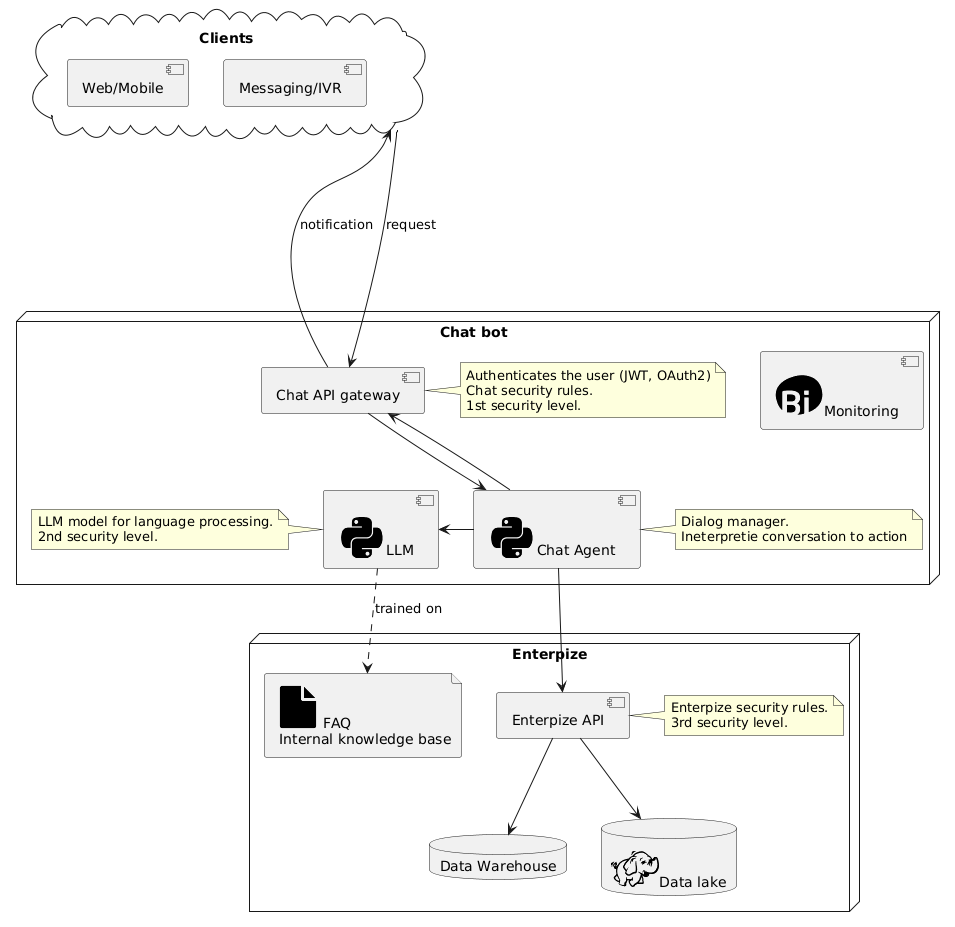 Clients
Web/Mobile
Messaging/IVR
notification
request
Chat bot
Chat API gateway
Authenticates the user (JWT, OAuth2)
Chat security rules.
1st security level.
Bi
Monitoring
LLM model for language processing.
2nd security level.
LLM
Chat Agent
Dialog manager.
Ineterpretie conversation to action
trained on
Enterpize
FAQ
Internal knowledge base
Enterpize API
Enterpize security rules.
3rd security level.
Data Warehouse
Data lake